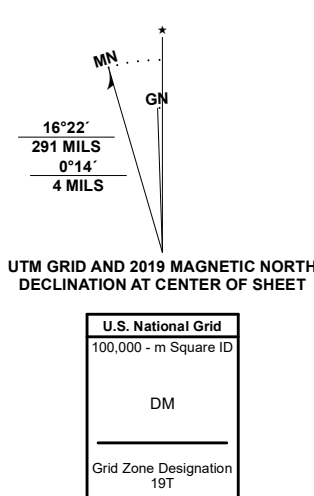 ★
MN
GN
16°22´
291 MILS
0°14´
4 MILS
UTM GRID AND 2019 MAGNETIC NORTH
DECLINATION AT CENTER OF SHEET
U.S. National Grid
100,000 - m Square ID
DM
Grid Zone Designation
19T